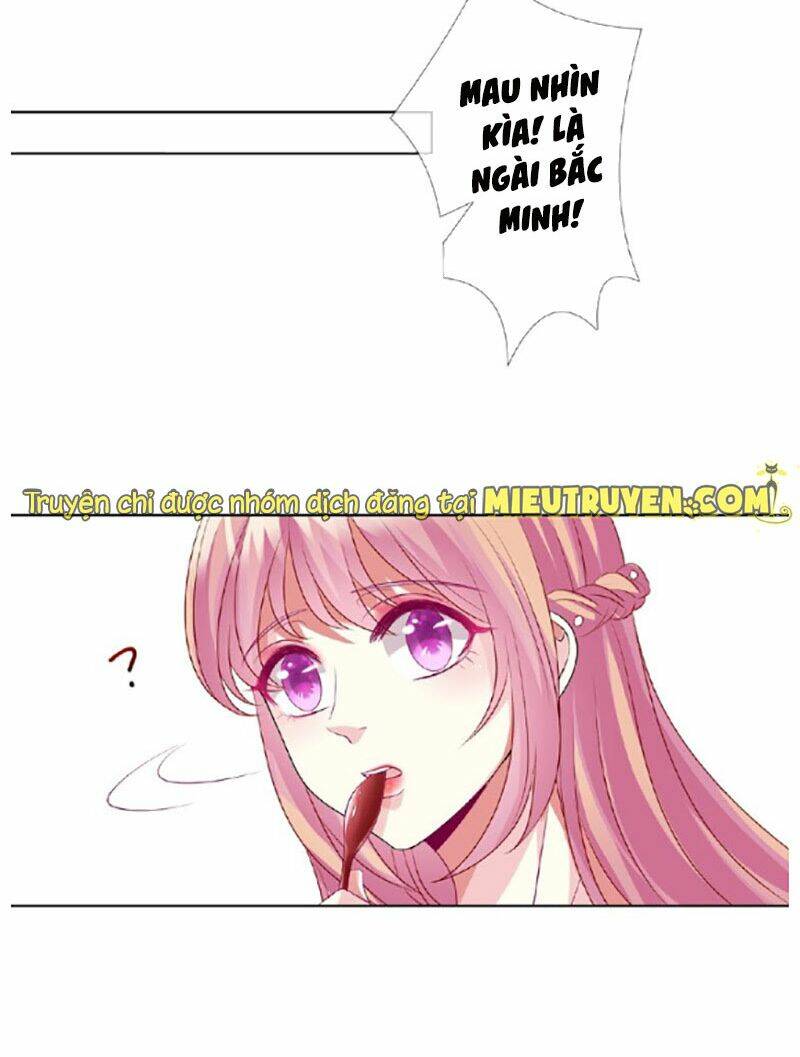 MAU NHÌN
KÌA! LÀ
NGÀI BẮC
MINH!
Truyện chỉ được nhóm dịch đăng tại MIEUTRUYEN.COM
?